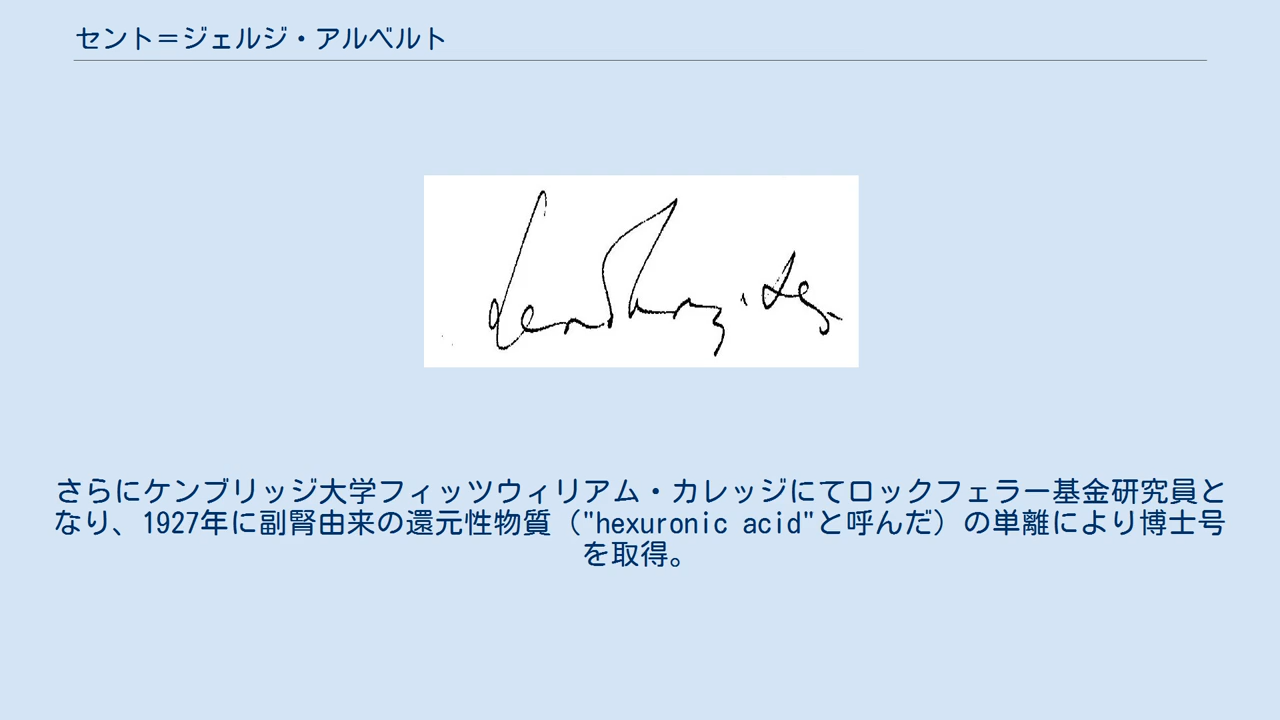 セント＝ジェルジ・アルベルト
さらにケンブリッジ大学フィッツウィリアム・カレッジにてロックフェラー基金研究員と
なり、1927年に副腎由来の還元性物質（"hexuronic acid"と呼んだ）の単離により博士号
を取得。